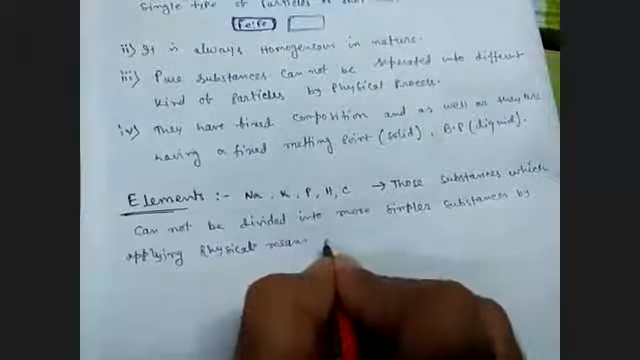 Single type of Particles
Fe Fe
ii) It is always Homogeneous in nature.
iii) Pure substances can not be seperated into different
kind of Particles by Physical Process.
iv) They have fixed composition and as well as they are
having a fixed melting Point (solid), B.P (liquid).
Elements :- Na, K, P, H, C → Those substances which
can not be divided into more simpler substances by
applying Physical mean